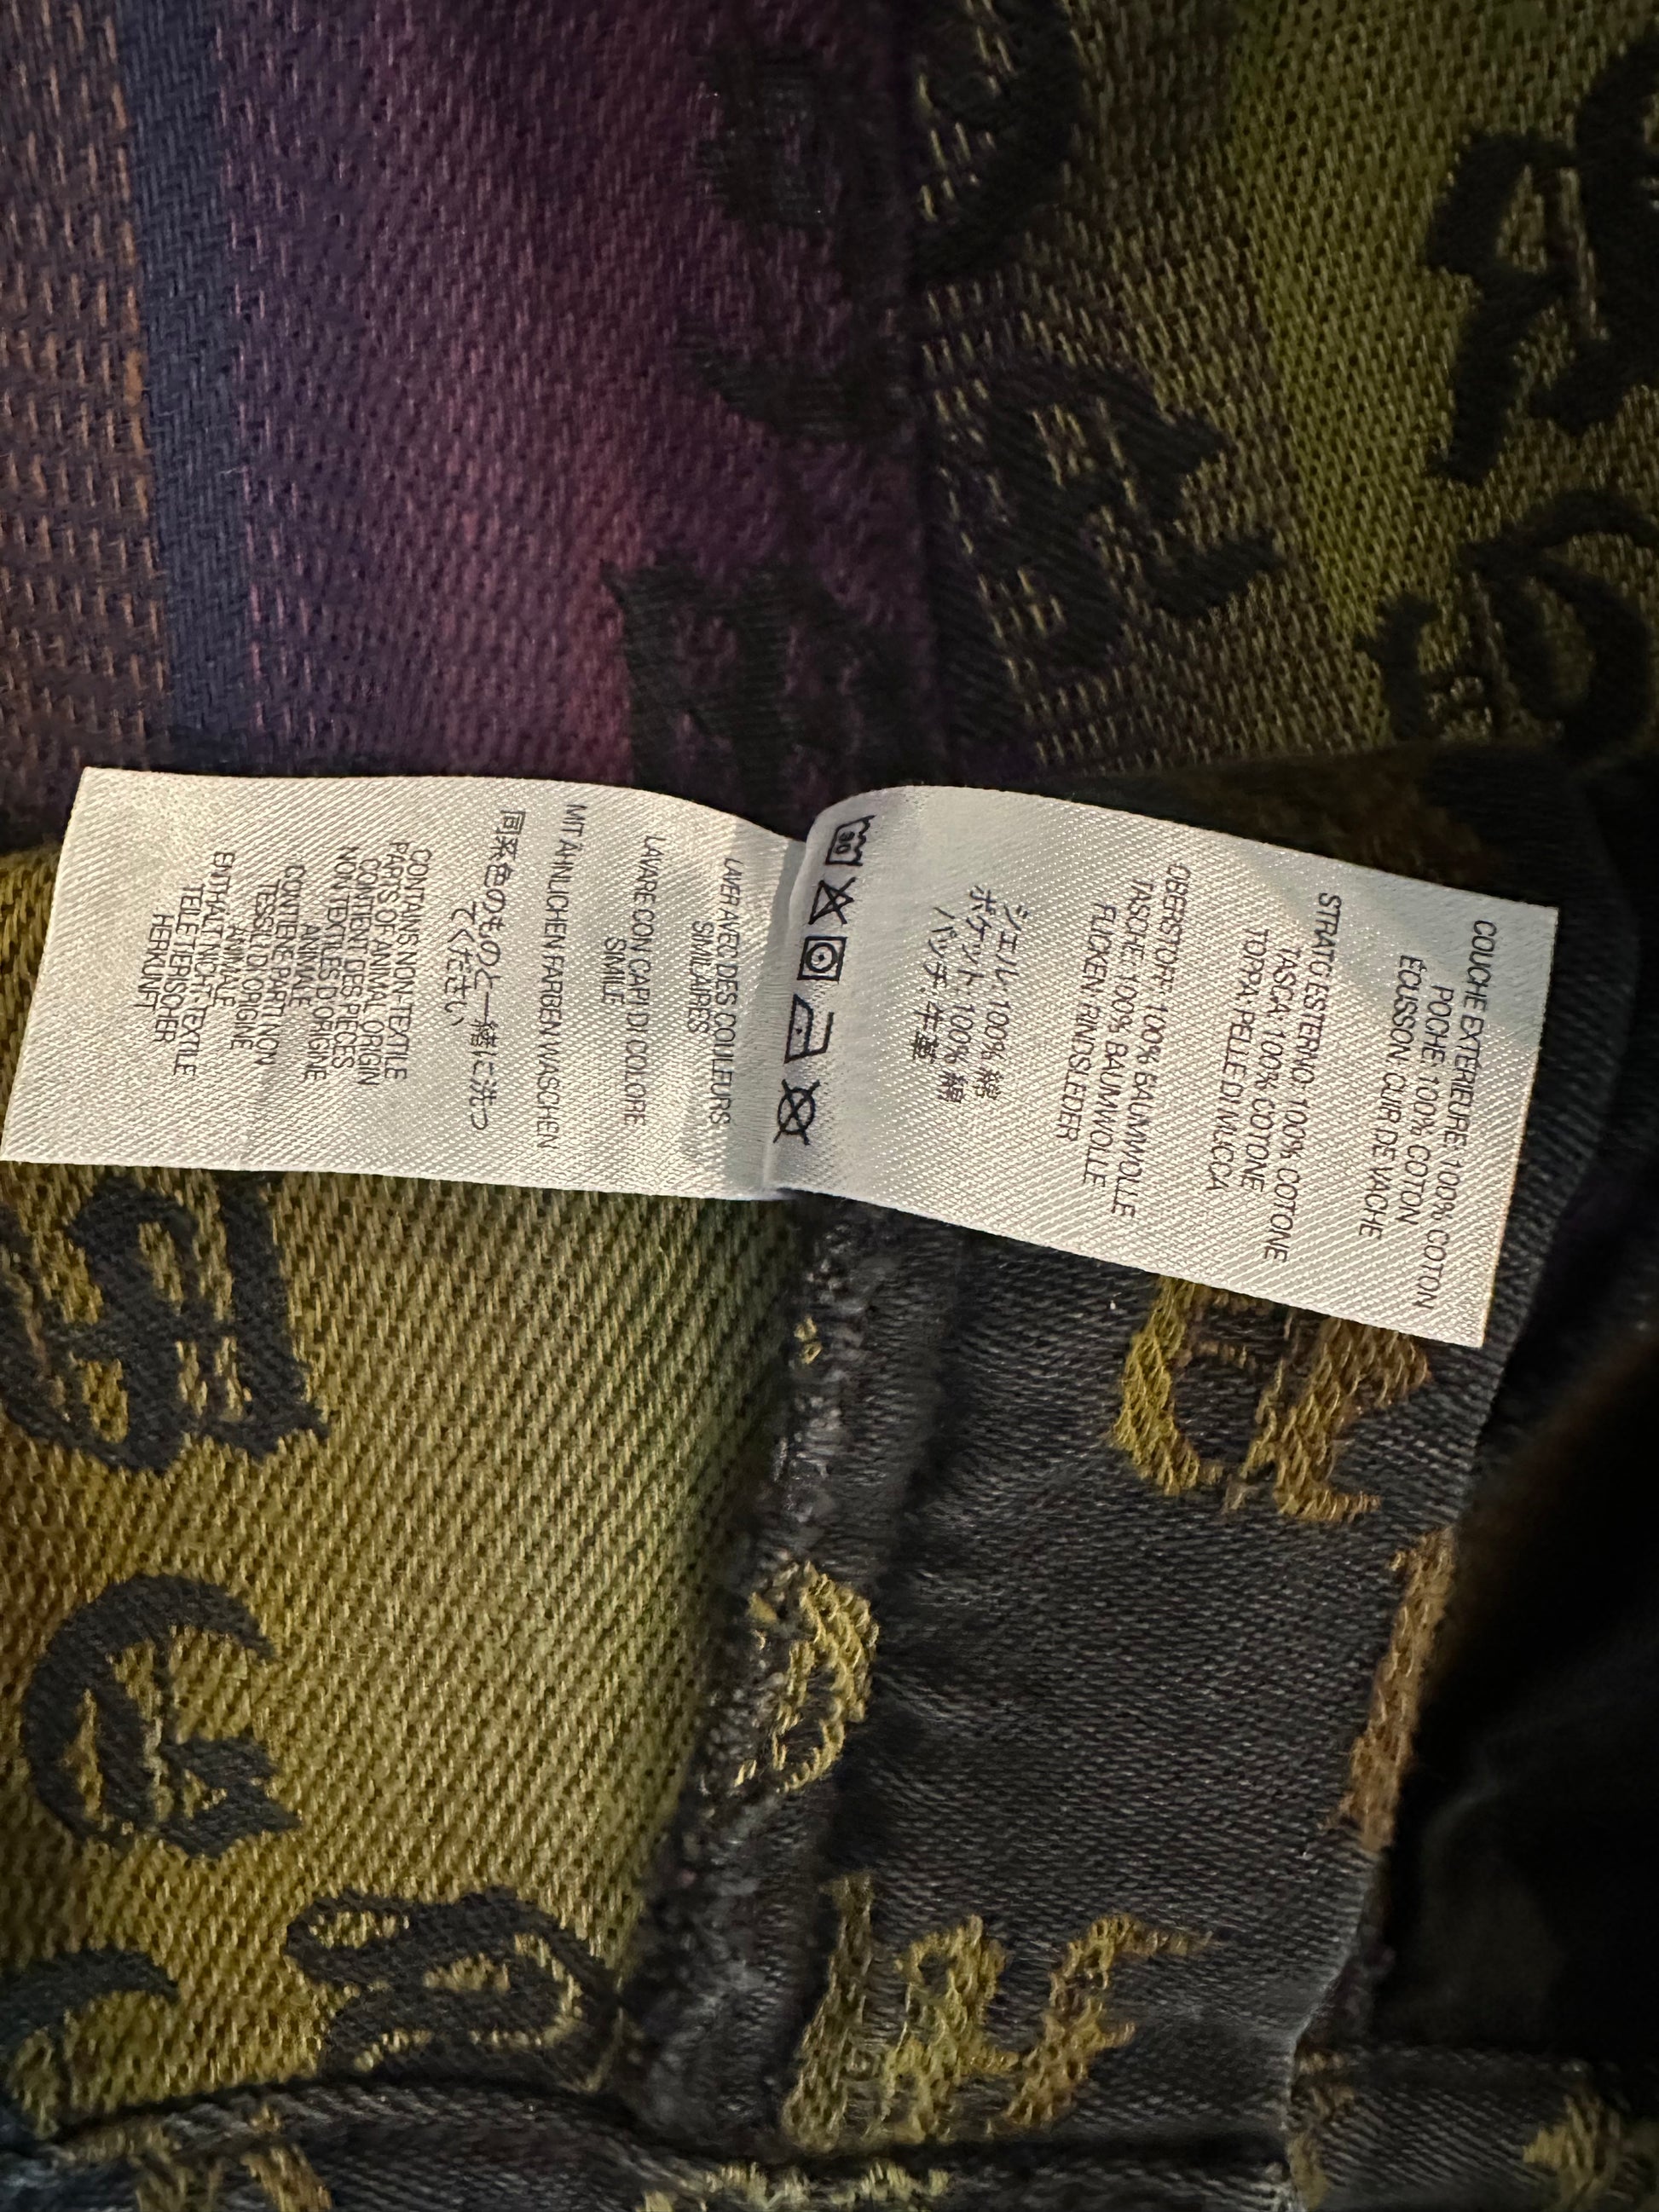 COUCHE EXTERIEURE, 100% COTON
POCHE: 100% COTON
ÉCUSSON: CUIR DE VACHE
STRATO ESTERNO, 100% COTONE
TASCA, 100% COTONE
TOPPA: PELLE DI MUCCA
OBERSTOFF: 100% BAUMWOLLE
TASCHE: 100% BAUMWOLLE
FLICKEN: RINDSLEDER
シェル, 100% 綿
ポケット, 100% 綿
パッチ: 牛革
30
LAVER AVEC DES COULEURS
SIMILAIRES
LAVARE CON CAPI DI COLORE
SIMILE
MIT ÄHNLICHEN FARBEN WASCHEN
同系色のものと一緒に洗っ
てください
CONTAINS NON-TEXTILE
PARTS OF ANIMAL ORIGIN
CONTIENT DES PIÈCES
NON TEXTILES D'ORIGINE
ANIMALE
CONTIENE PARTI NON
TESSILI DI ORIGINE
ANIMALE
ENTHÄLT NICHT-TEXTILE
TEILE TIERISCHER
HERKUNFT